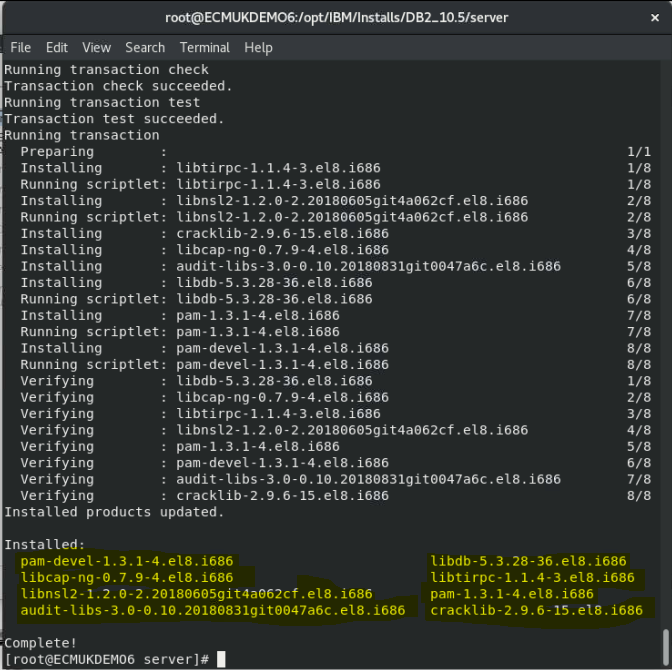 root@ECMUKDEMO6:/opt/IBM/Installs/DB2_10.5/server ×
File Edit View Search Terminal Help
Running transaction check
Transaction check succeeded.
Running transaction test
Transaction test succeeded.
Running transaction
  Preparing        :                                                        1/1
  Installing       : libtirpc-1.1.4-3.el8.i686                              1/8
  Running scriptlet: libtirpc-1.1.4-3.el8.i686                              1/8
  Installing       : libnsl2-1.2.0-2.20180605git4a062cf.el8.i686            2/8
  Running scriptlet: libnsl2-1.2.0-2.20180605git4a062cf.el8.i686            2/8
  Installing       : cracklib-2.9.6-15.el8.i686                             3/8
  Installing       : libcap-ng-0.7.9-4.el8.i686                             4/8
  Installing       : audit-libs-3.0-0.10.20180831git0047a6c.el8.i686        5/8
  Installing       : libdb-5.3.28-36.el8.i686                               6/8
  Running scriptlet: libdb-5.3.28-36.el8.i686                               6/8
  Installing       : pam-1.3.1-4.el8.i686                                   7/8
  Running scriptlet: pam-1.3.1-4.el8.i686                                   7/8
  Installing       : pam-devel-1.3.1-4.el8.i686                             8/8
  Running scriptlet: pam-devel-1.3.1-4.el8.i686                             8/8
  Verifying        : libdb-5.3.28-36.el8.i686                               1/8
  Verifying        : libcap-ng-0.7.9-4.el8.i686                             2/8
  Verifying        : libtirpc-1.1.4-3.el8.i686                              3/8
  Verifying        : libnsl2-1.2.0-2.20180605git4a062cf.el8.i686            4/8
  Verifying        : pam-1.3.1-4.el8.i686                                   5/8
  Verifying        : pam-devel-1.3.1-4.el8.i686                             6/8
  Verifying        : audit-libs-3.0-0.10.20180831git0047a6c.el8.i686        7/8
  Verifying        : cracklib-2.9.6-15.el8.i686                             8/8
Installed products updated.
Installed:
  pam-devel-1.3.1-4.el8.i686                        libdb-5.3.28-36.el8.i686
  libcap-ng-0.7.9-4.el8.i686                        libtirpc-1.1.4-3.el8.i686
  libnsl2-1.2.0-2.20180605git4a062cf.el8.i686       pam-1.3.1-4.el8.i686
  audit-libs-3.0-0.10.20180831git0047a6c.el8.i686   cracklib-2.9.6-15.el8.i686
Complete!
[root@ECMUKDEMO6 server]#